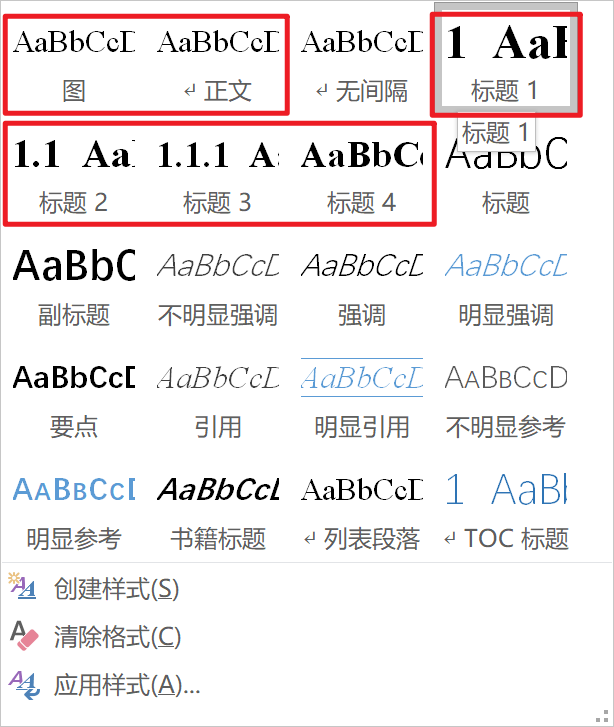 AaBbCcD AaBbCcD AaBbCcD 1 AaB
图 ↵ 正文 ↵ 无间隔 标题 1
标题 1
1.1 Aa 1.1.1 A AaBbCc AaBbCcD
标题 2 标题 3 标题 4 标题
AaBbC AaBbCcD AaBbCcD AaBbCcD
副标题 不明显强调 强调 明显强调
AaBbCcD AaBbCcD AaBbCcD AABBCCD
要点 引用 明显引用 不明显参考
AABBCCD AaBbCcD AaBbCcD 1 AaBb
明显参考 书籍标题 ↵ 列表段落 ↵ TOC 标题
创建样式(S)
清除格式(C)
应用样式(A)...